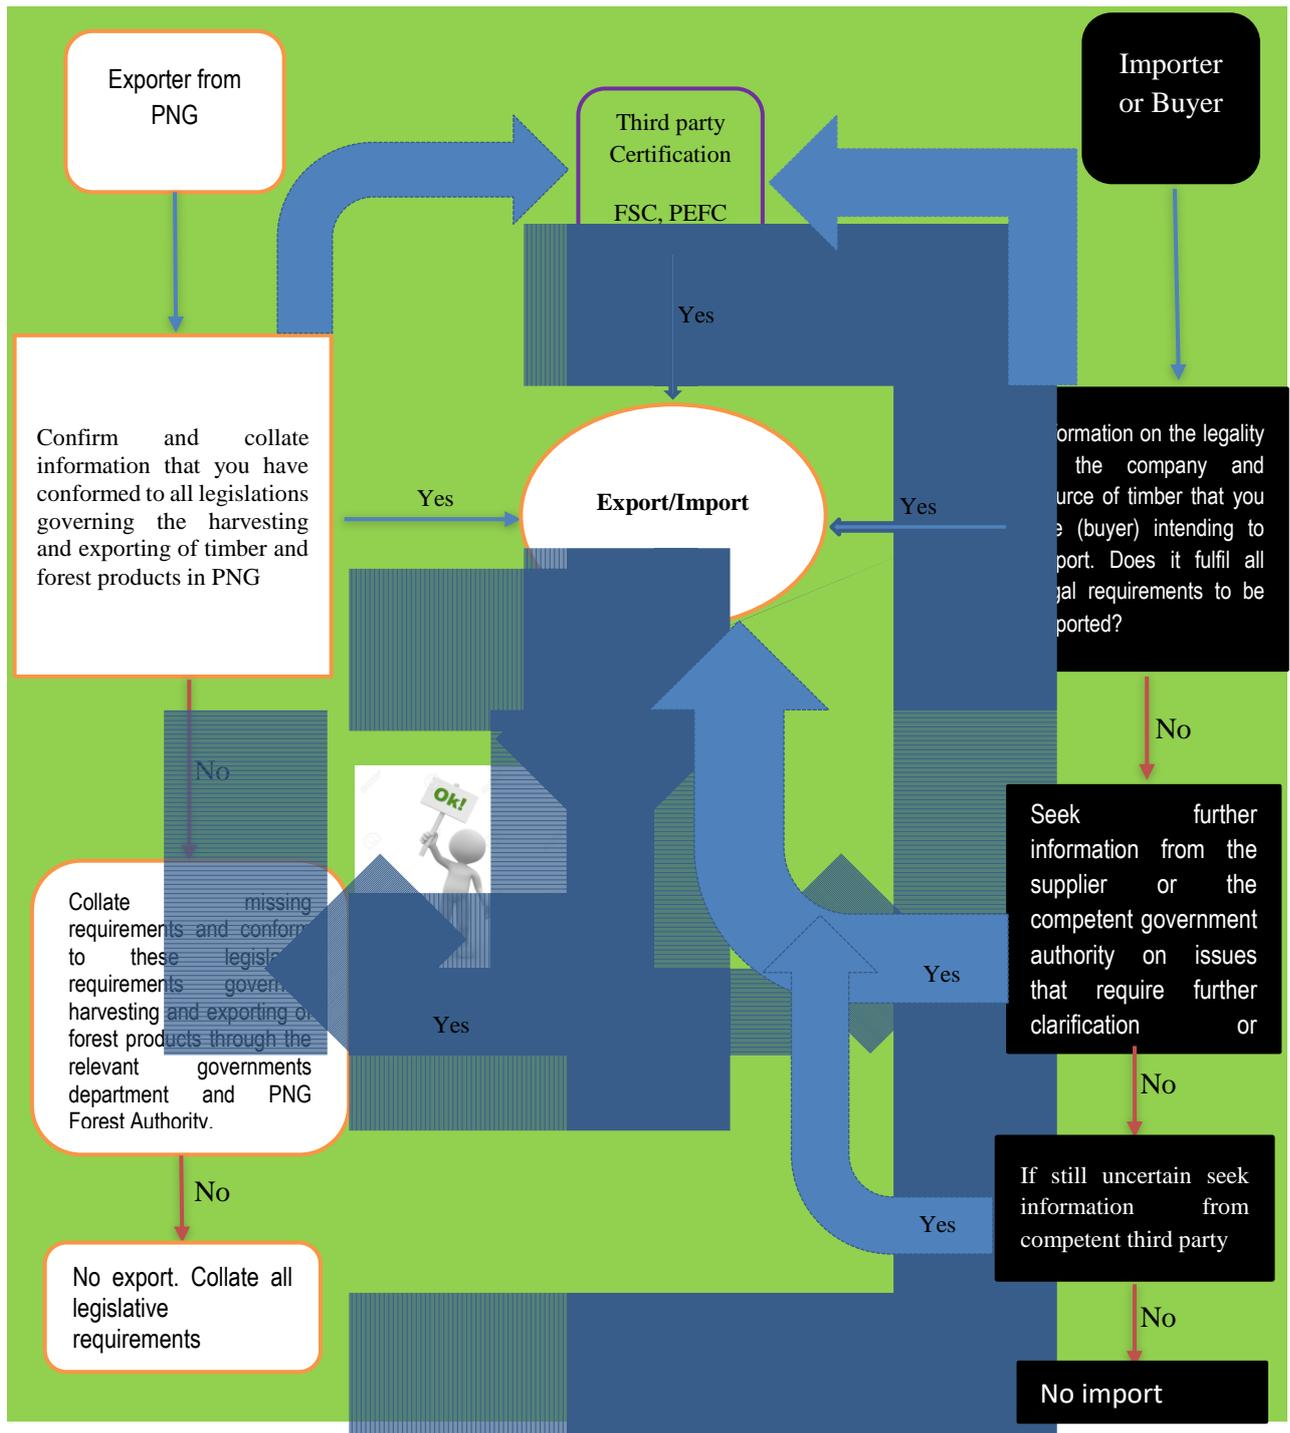 Exporter from
PNG
Importer
or Buyer
Third party
Certification
FSC, PEFC
Yes
Confirm and collate
information that you have
conformed to all legislations
governing the harvesting
and exporting of timber and
forest products in PNG
Yes
Export/Import
Yes
ormation on the legality
the company and
urce of timber that you
e (buyer) intending to
port. Does it fulfil all
gal requirements to be
ported?
No
No
Ok!
Seek further
information from the
supplier or the
competent government
authority on issues
that require further
clarification or
Collate missing
requirements and conform
to these legisla
requirements govern
harvesting and exporting of
forest products through the
relevant governments
department and PNG
Forest Authority.
Yes
Yes
No
No
If still uncertain seek
information from
competent third party
Yes
No export. Collate all
legislative
requirements
No
No import